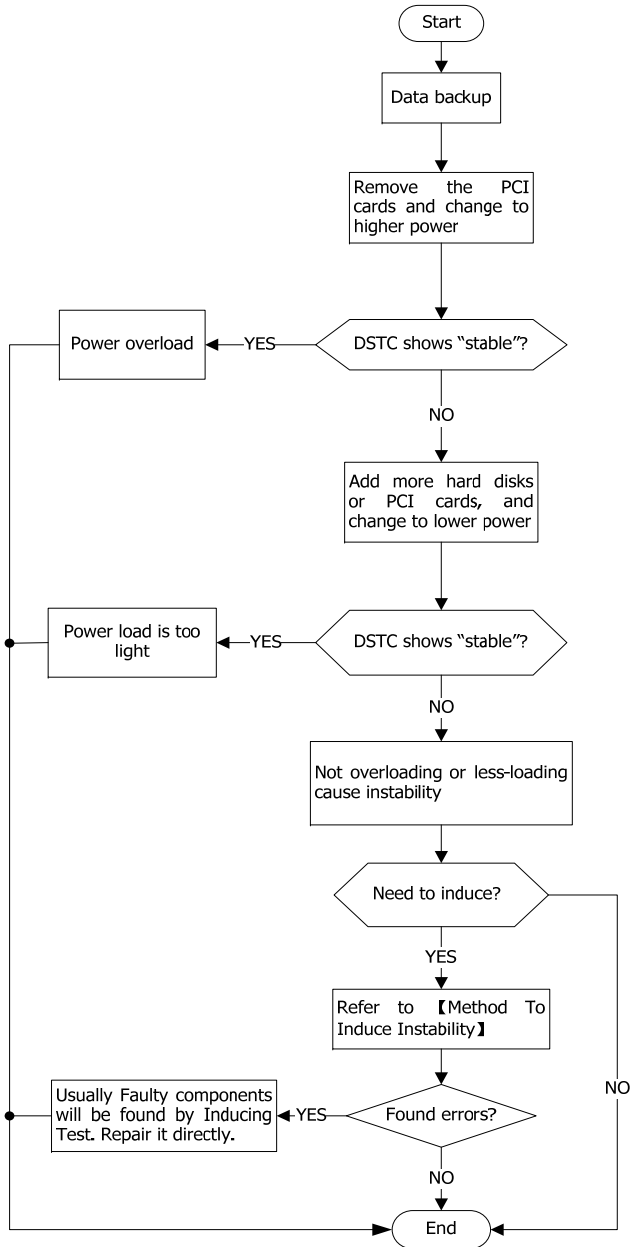 Start
Data backup
Remove the PCI
cards and change to
higher power
DSTC shows “stable”?
YES
Power overload
NO
Add more hard disks
or PCI cards, and
change to lower power
DSTC shows “stable”?
YES
Power load is too
light
NO
Not overloading or less-loading
cause instability
Need to induce?
YES
NO
Refer to 【Method To
Induce Instability】
Found errors?
YES
Usually Faulty components
will be found by Inducing
Test. Repair it directly.
NO
End